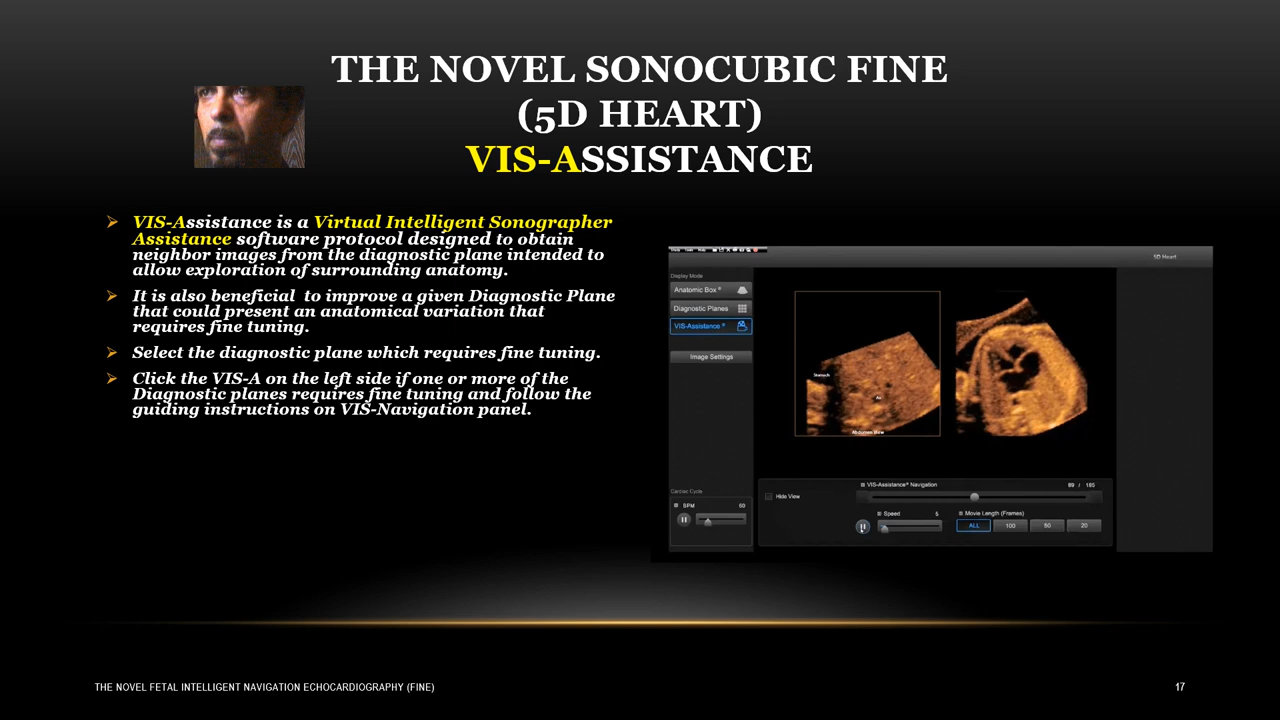 THE NOVEL SONOCUBIC FINE
(5D HEART)
VIS-ASSISTANCE
VIS-Assistance is a Virtual Intelligent Sonographer
Assistance software protocol designed to obtain
neighbor images from the diagnostic plane intended to
allow exploration of surrounding anatomy.
It is also beneficial to improve a given Diagnostic Plane
that could present an anatomical variation that
requires fine tuning.
Select the diagnostic plane which requires fine tuning.
Click the VIS-A on the left side if one or more of the
Diagnostic planes requires fine tuning and follow the
guiding instructions on VIS-Navigation panel.
5D Heart
Display Mode
Anatomic Box®
Diagnostic Planes
VIS-Assistance®
Image Settings
Stomach
Ao
Abdomen View
Cardiac Cycle
BPM 60
Hide View
VIS-Assistance® Navigation 89 / 185
Speed 5
Movie Length (Frames)
ALL 100 80 20
THE NOVEL FETAL INTELLIGENT NAVIGATION ECHOCARDIOGRAPHY (FINE)
17